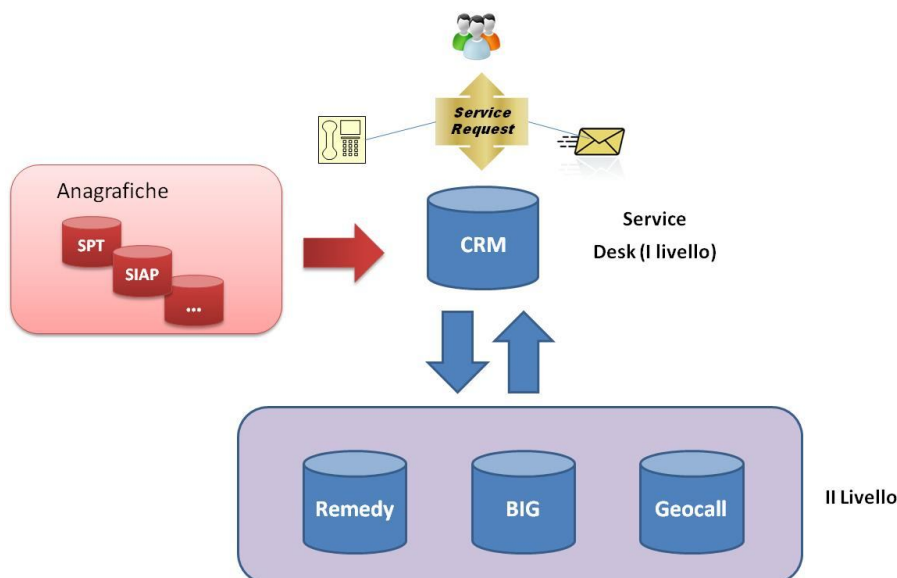 Service
Request
Anagrafiche
SPT
SIAP
...
CRM
Service
Desk (I livello)
Remedy
BIG
Geocall
II Livello